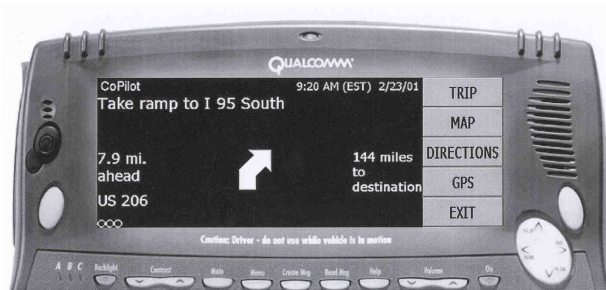 QUALCOMM
CoPilot 9:20 AM (EST) 2/23/01
Take ramp to I 95 South
7.9 mi.
ahead
US 206
144 miles
to
destination
TRIP
MAP
DIRECTIONS
GPS
EXIT
Caution: Driver - do not use while vehicle is in motion
A B C Backlight Contrast Main Menu Create Msg Read Msg Help Volume On